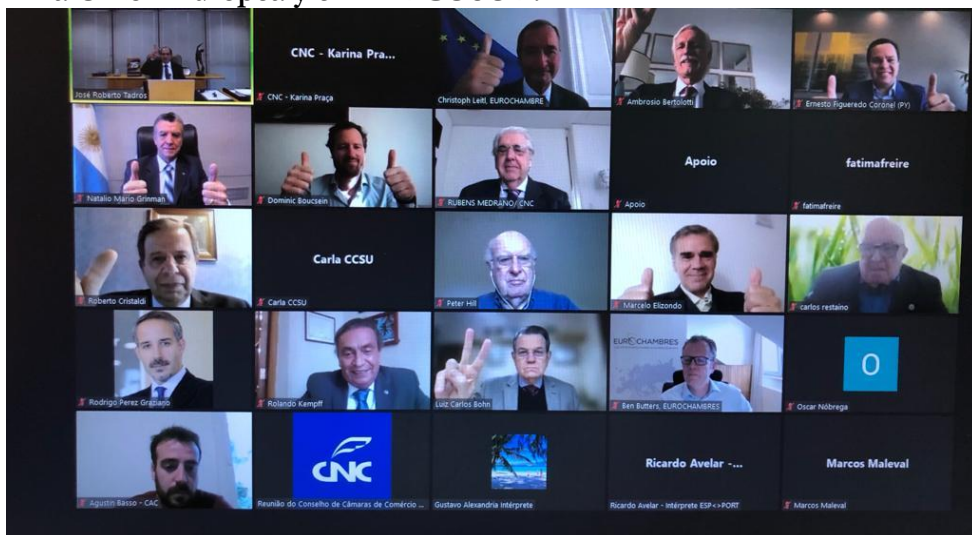 José Roberto Tadros
CNC - Karina Pra...
CNC - Karina Praça
Christoph Leitl, EUROCHAMBRE
Ambrosio Bertolotti
Ernesto Figueredo Coronel (PY)
Natalio Mario Grinman
Dominic Boucsein
RUBENS MEDRANO/ CNC
Apoio
Apoio
fatimafreire
fatimafreire
Roberto Cristaldi
Carla CCSU
Carla CCSU
Peter Hill
Marcelo Elizondo
carlos restaino
Rodrigo Perez Graziano
Rolando Kempff
Luiz Carlos Bohn
EUROCHAMBRES
Ben Butters, EUROCHAMBRES
O
Oscar Nóbrega
Agustin Basso - CAC
CNC
Reunião do Conselho de Câmaras de Comércio ...
Gustavo Alexandria Intérprete
Ricardo Avelar -...
Ricardo Avelar - Intérprete ESP<>PORT
Marcos Maleval
Marcos Maleval